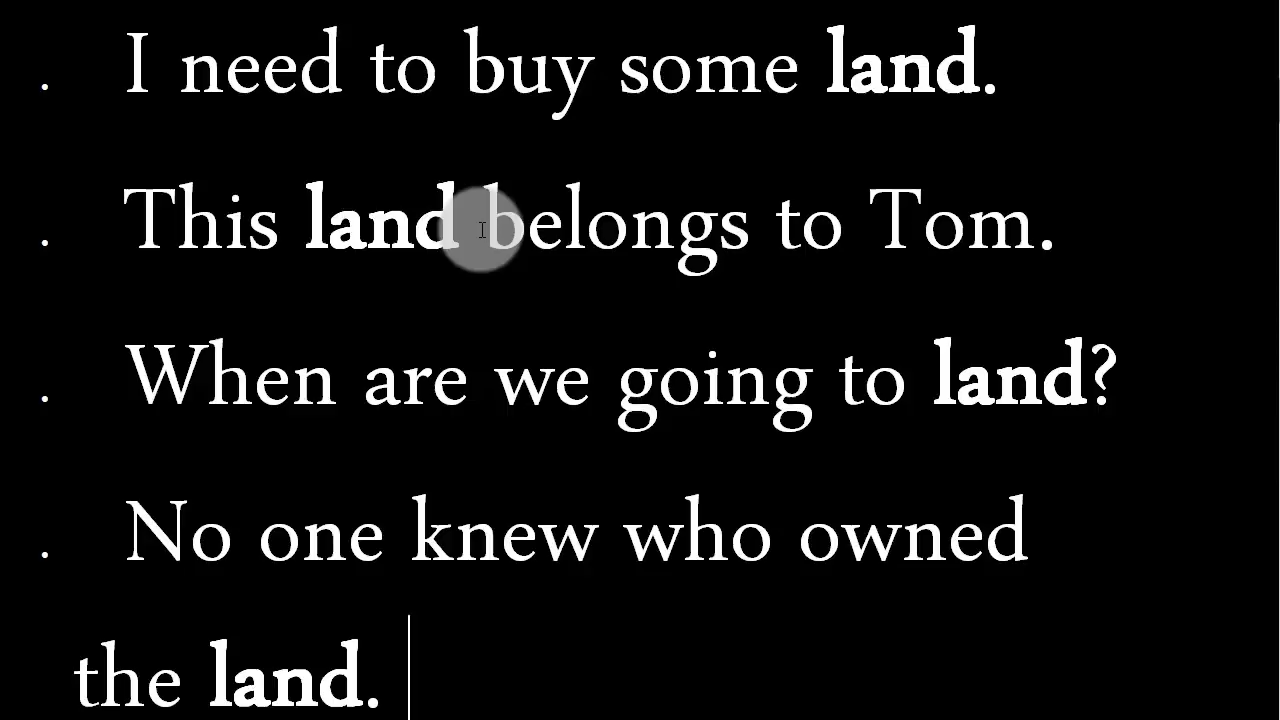 . I need to buy some land.
. This land belongs to Tom.
. When are we going to land?
. No one knew who owned
the land.